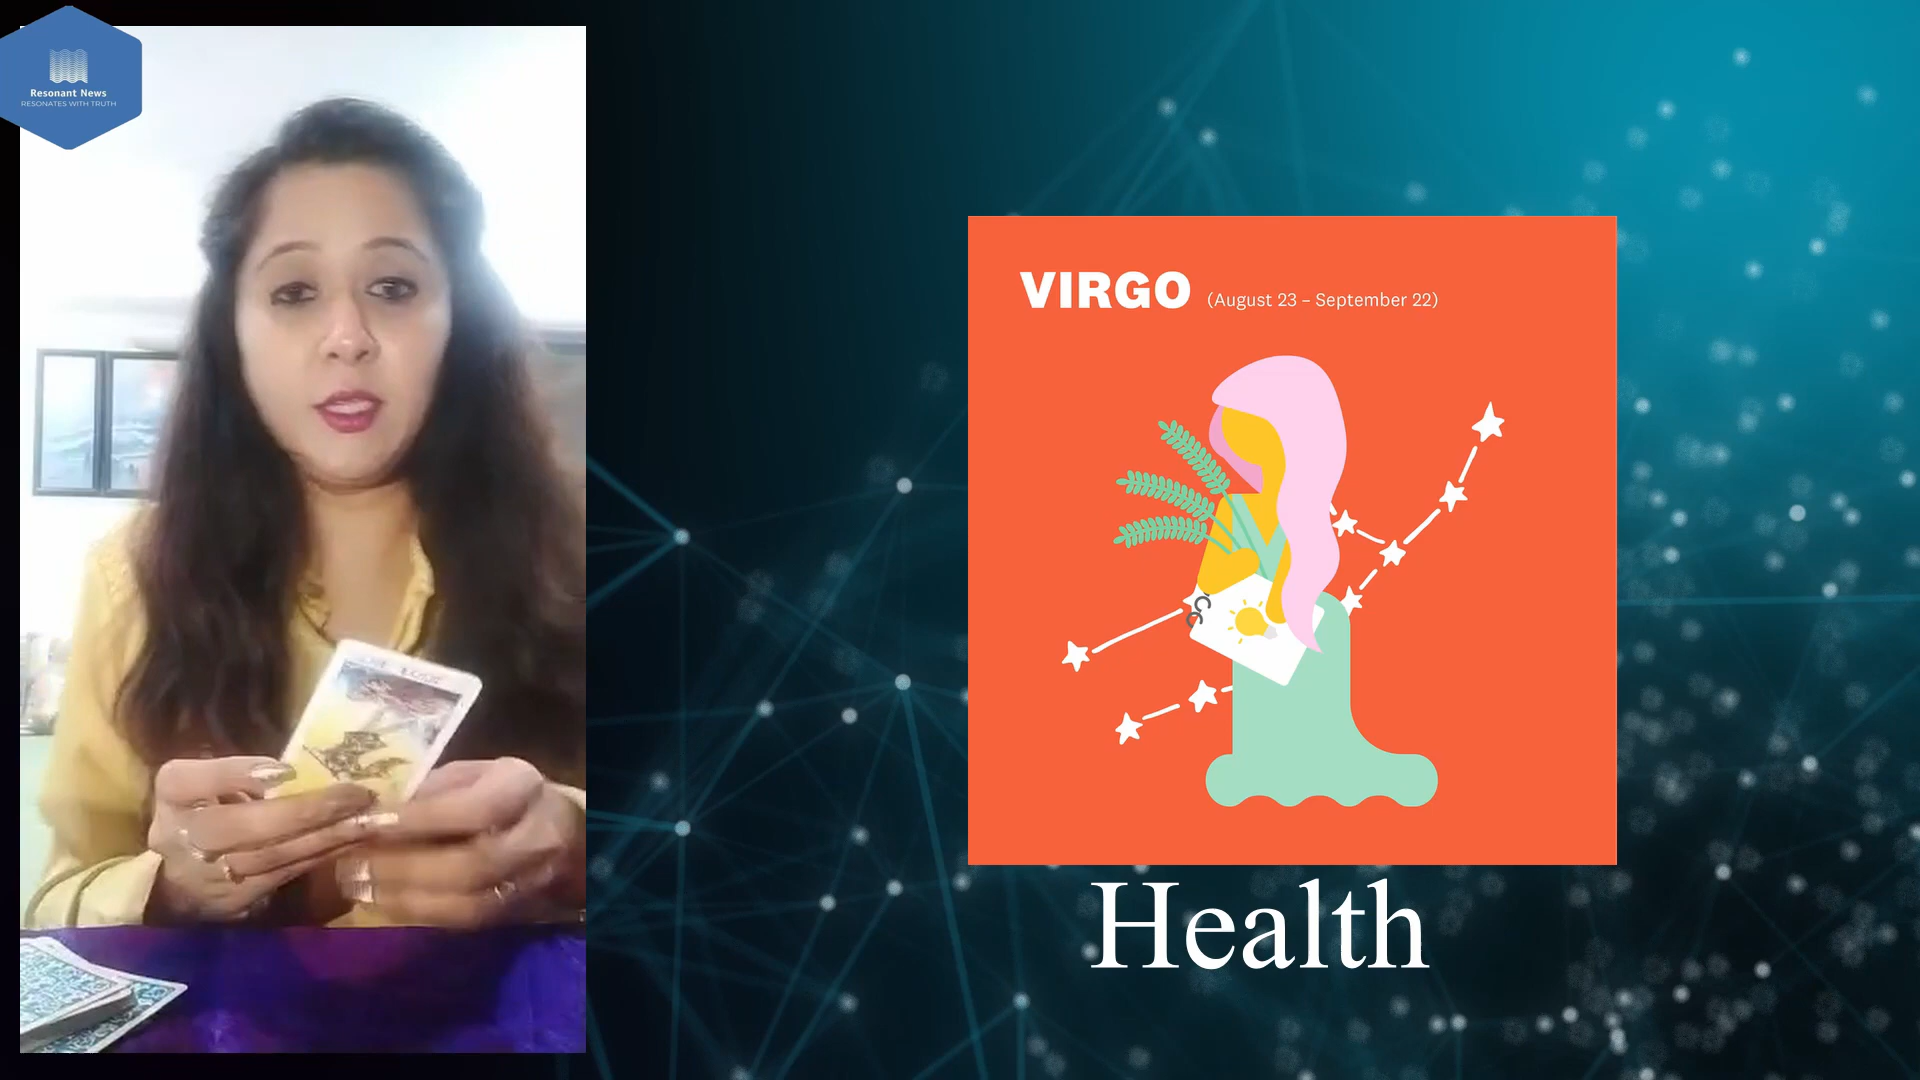 Resonant News
RESONATES WITH TRUTH
VIRGO (August 23 – September 22)
Health